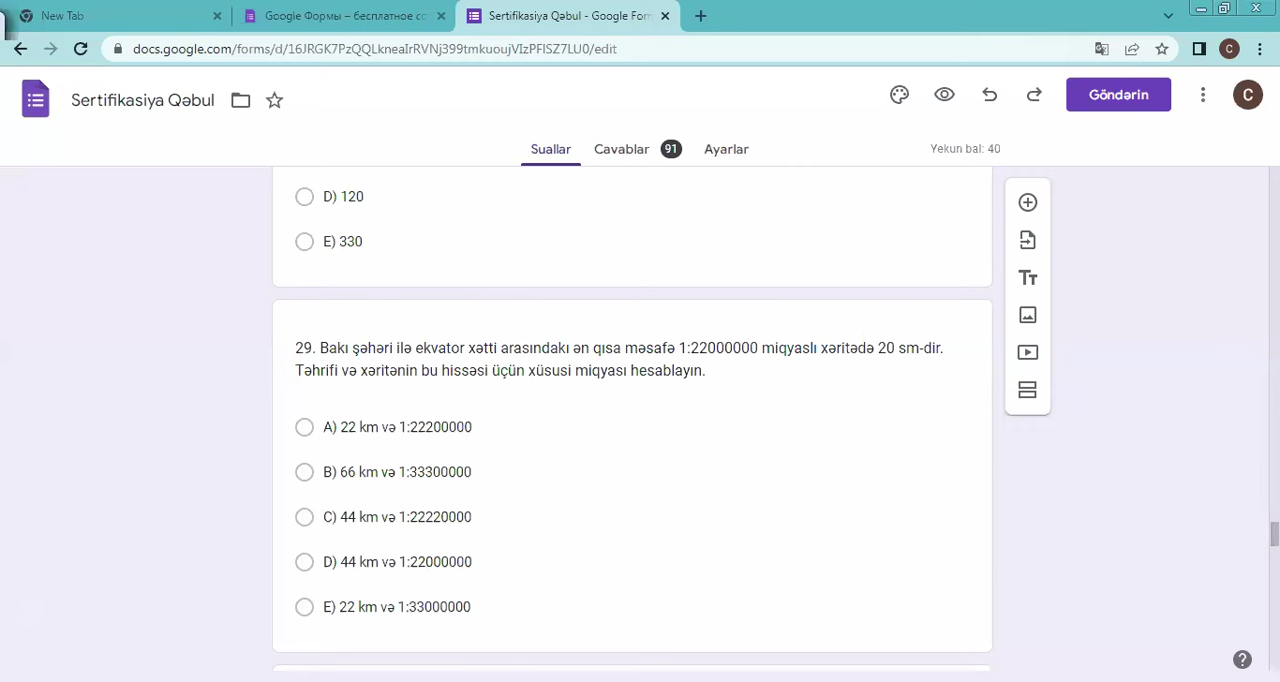 New Tab
Google Формы – бесплатное со
Sertifikasiya Qəbul - Google Form
docs.google.com/forms/d/16JRGK7PzQQLkneaIrRVNj399tmkuoujVIzPFlSZ7LU0/edit
C
Sertifikasiya Qəbul
Göndərin
C
Suallar
Cavablar 91
Ayarlar
Yekun bal: 40
D) 120
E) 330
29. Bakı şəhəri ilə ekvator xətti arasındakı ən qısa məsafə 1:22000000 miqyaslı xəritədə 20 sm-dir.
Təhrifi və xəritənin bu hissəsi üçün xüsusi miqyası hesablayın.
A) 22 km və 1:22200000
B) 66 km və 1:33300000
C) 44 km və 1:22220000
D) 44 km və 1:22000000
E) 22 km və 1:33000000